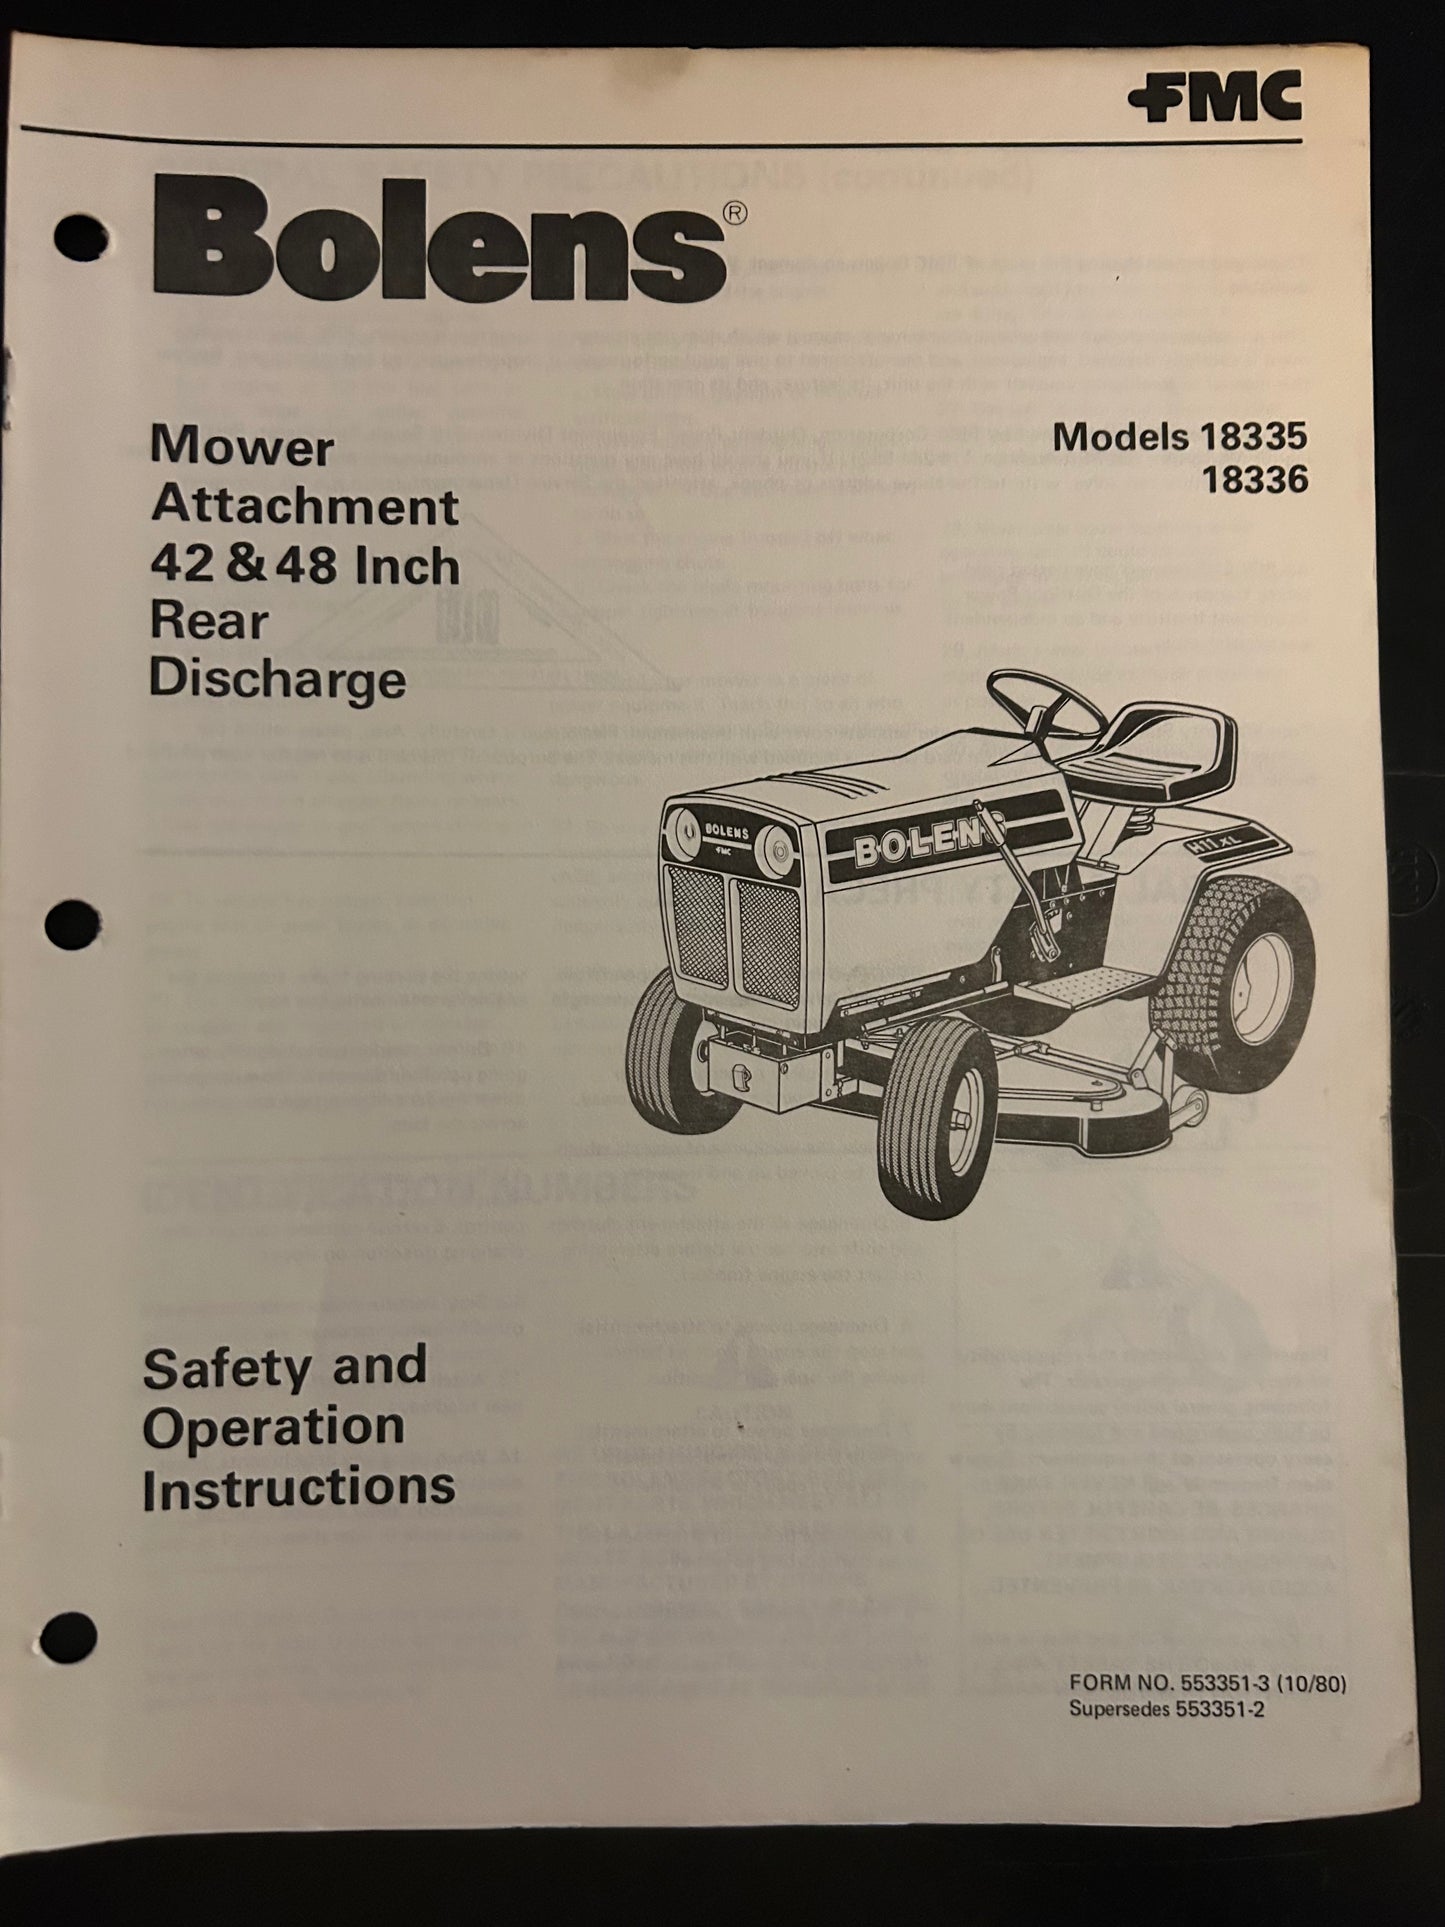 FMC
Bolens®
Mower
Attachment
42 & 48 Inch
Rear
Discharge
Models 18335
18336
BOLENS
FMC
BOLENS
H11 XL
Safety and
Operation
Instructions
FORM NO. 553351-3 (10/80)
Supersedes 553351-2